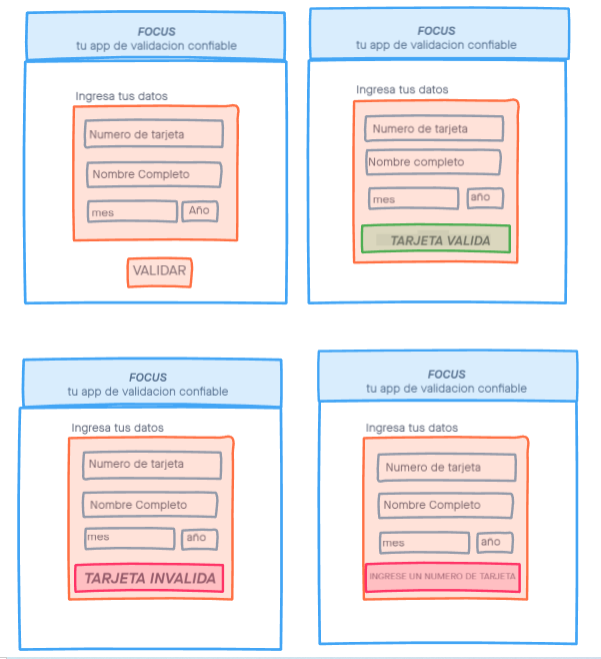 FOCUS
tu app de validacion confiable
Ingresa tus datos
Numero de tarjeta
Nombre Completo
mes
Año
VALIDAR
FOCUS
tu app de validacion confiable
Ingresa tus datos
Numero de tarjeta
Nombre completo
mes
año
TARJETA VALIDA
FOCUS
tu app de validacion confiable
Ingresa tus datos
Numero de tarjeta
Nombre Completo
mes
año
TARJETA INVALIDA
FOCUS
tu app de validacion confiable
Ingresa tus datos
Numero de tarjeta
Nombre Completo
mes
año
INGRESE UN NUMERO DE TARJETA